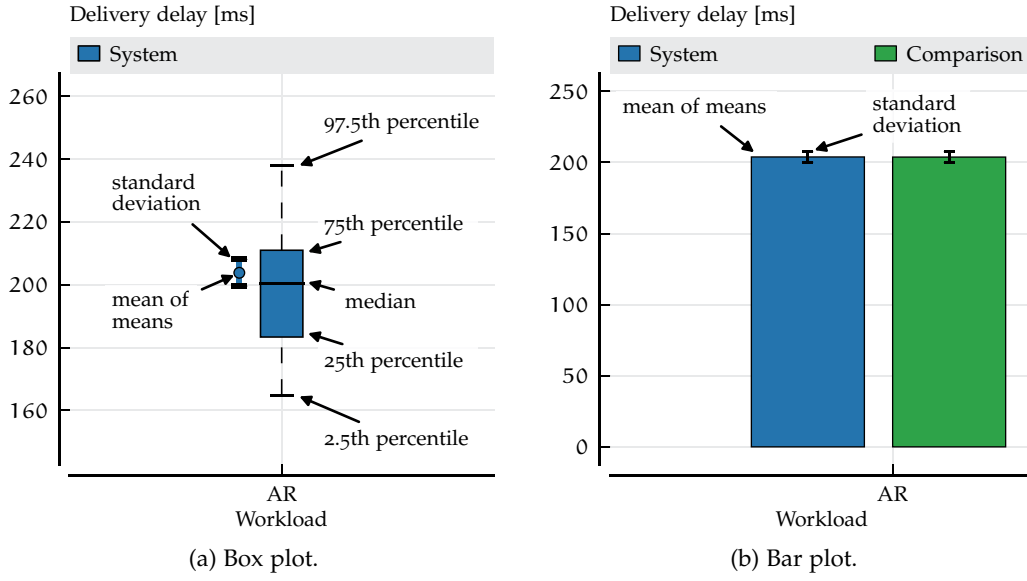 Delivery delay [ms]
System
260
240
220
200
180
160
97.5th percentile
standard
deviation
75th percentile
mean of
means
median
25th percentile
2.5th percentile
AR
Workload
(a) Box plot.
Delivery delay [ms]
System
Comparison
250
200
150
100
50
0
mean of means
standard
deviation
AR
Workload
(b) Bar plot.